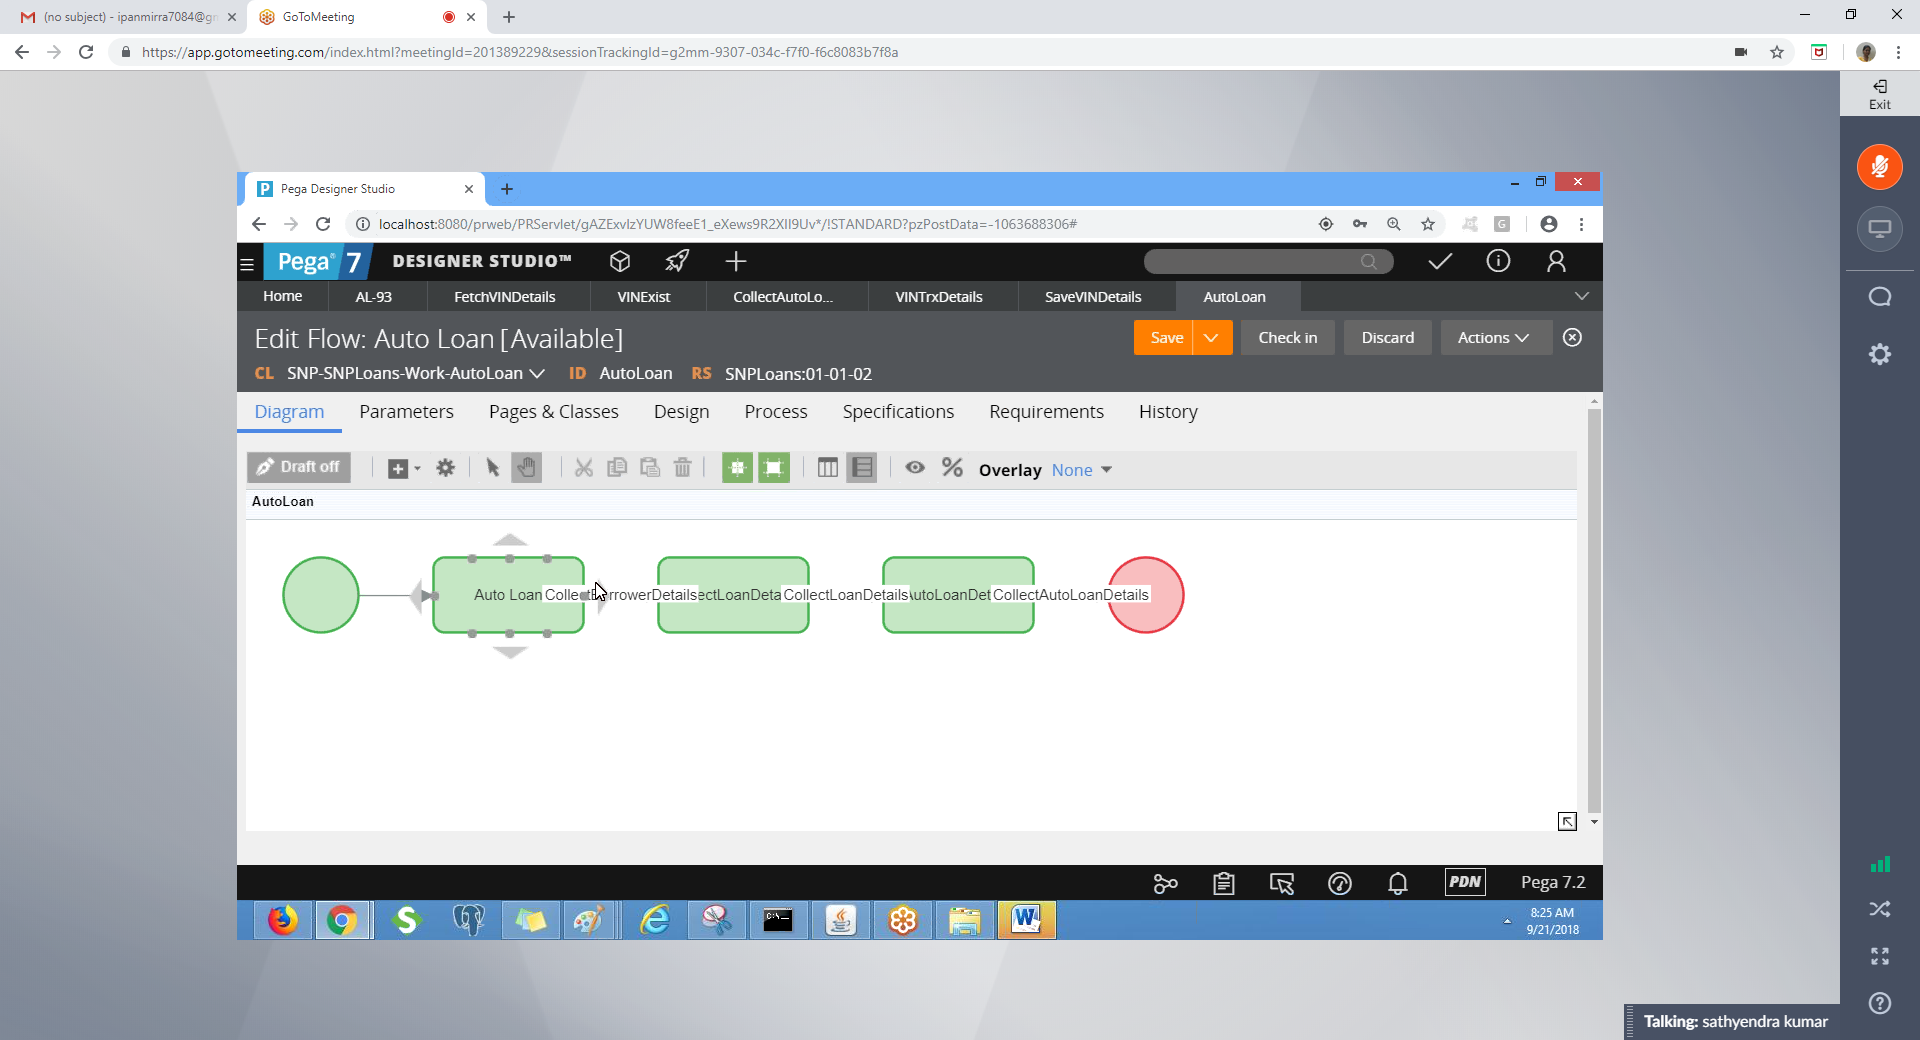 (no subject) - ipanmirra7084@gr
GoToMeeting
https://app.gotomeeting.com/index.html?meetingId=201389229&sessionTrackingId=g2mm-9307-034c-f7f0-f6c8083b7f8a
Exit
Pega Designer Studio
localhost:8080/prweb/PRServlet/gAZExvlzYUW8feeE1_eXews9R2XII9Uv*/!STANDARD?pzPostData=-1063688306#
Pega 7
DESIGNER STUDIO™
Home
AL-93
FetchVINDetails
VINExist
CollectAutoLo...
VINTrxDetails
SaveVINDetails
AutoLoan
Edit Flow: Auto Loan [Available]
Save
Check in
Discard
Actions
CL SNP-SNPLoans-Work-AutoLoan ID AutoLoan RS SNPLoans:01-01-02
Diagram
Parameters
Pages & Classes
Design
Process
Specifications
Requirements
History
Draft off
Overlay None
AutoLoan
Auto Loan
ectLoanDeta
CollectLoanDetails
AutoLoanDet
CollectAutoLoanDetails
PDN
Pega 7.2
C:\_
8:25 AM
9/21/2018
Talking: sathyendra kumar